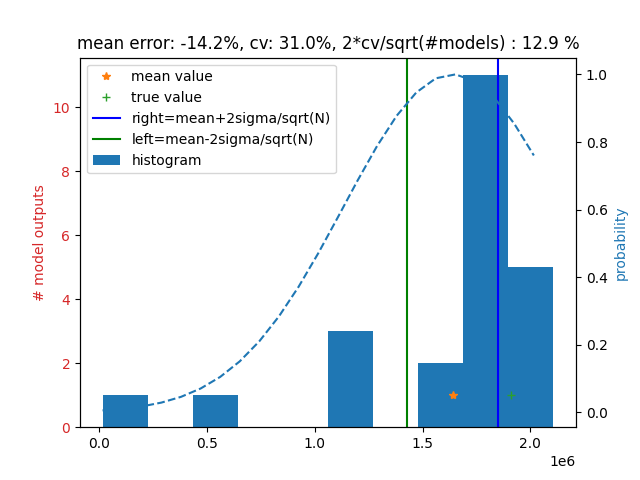 mean error: -14.2%, cv: 31.0%, 2*cv/sqrt(#models) : 12.9 %
mean value
true value
right=mean+2sigma/sqrt(N)
left=mean-2sigma/sqrt(N)
histogram
# model outputs
10
8
6
4
2
0
1.0
0.8
0.6
0.4
0.2
0.0
probability
0.0
0.5
1.0
1.5
2.0
1e6